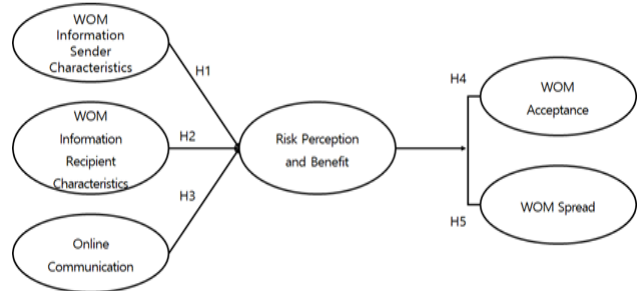 WOM
Information
Sender
Characteristics
H1
WOM
Information
Recipient
Characteristics
H2
H3
Online
Communication
Risk Perception
and Benefit
H4
WOM
Acceptance
H5
WOM Spread